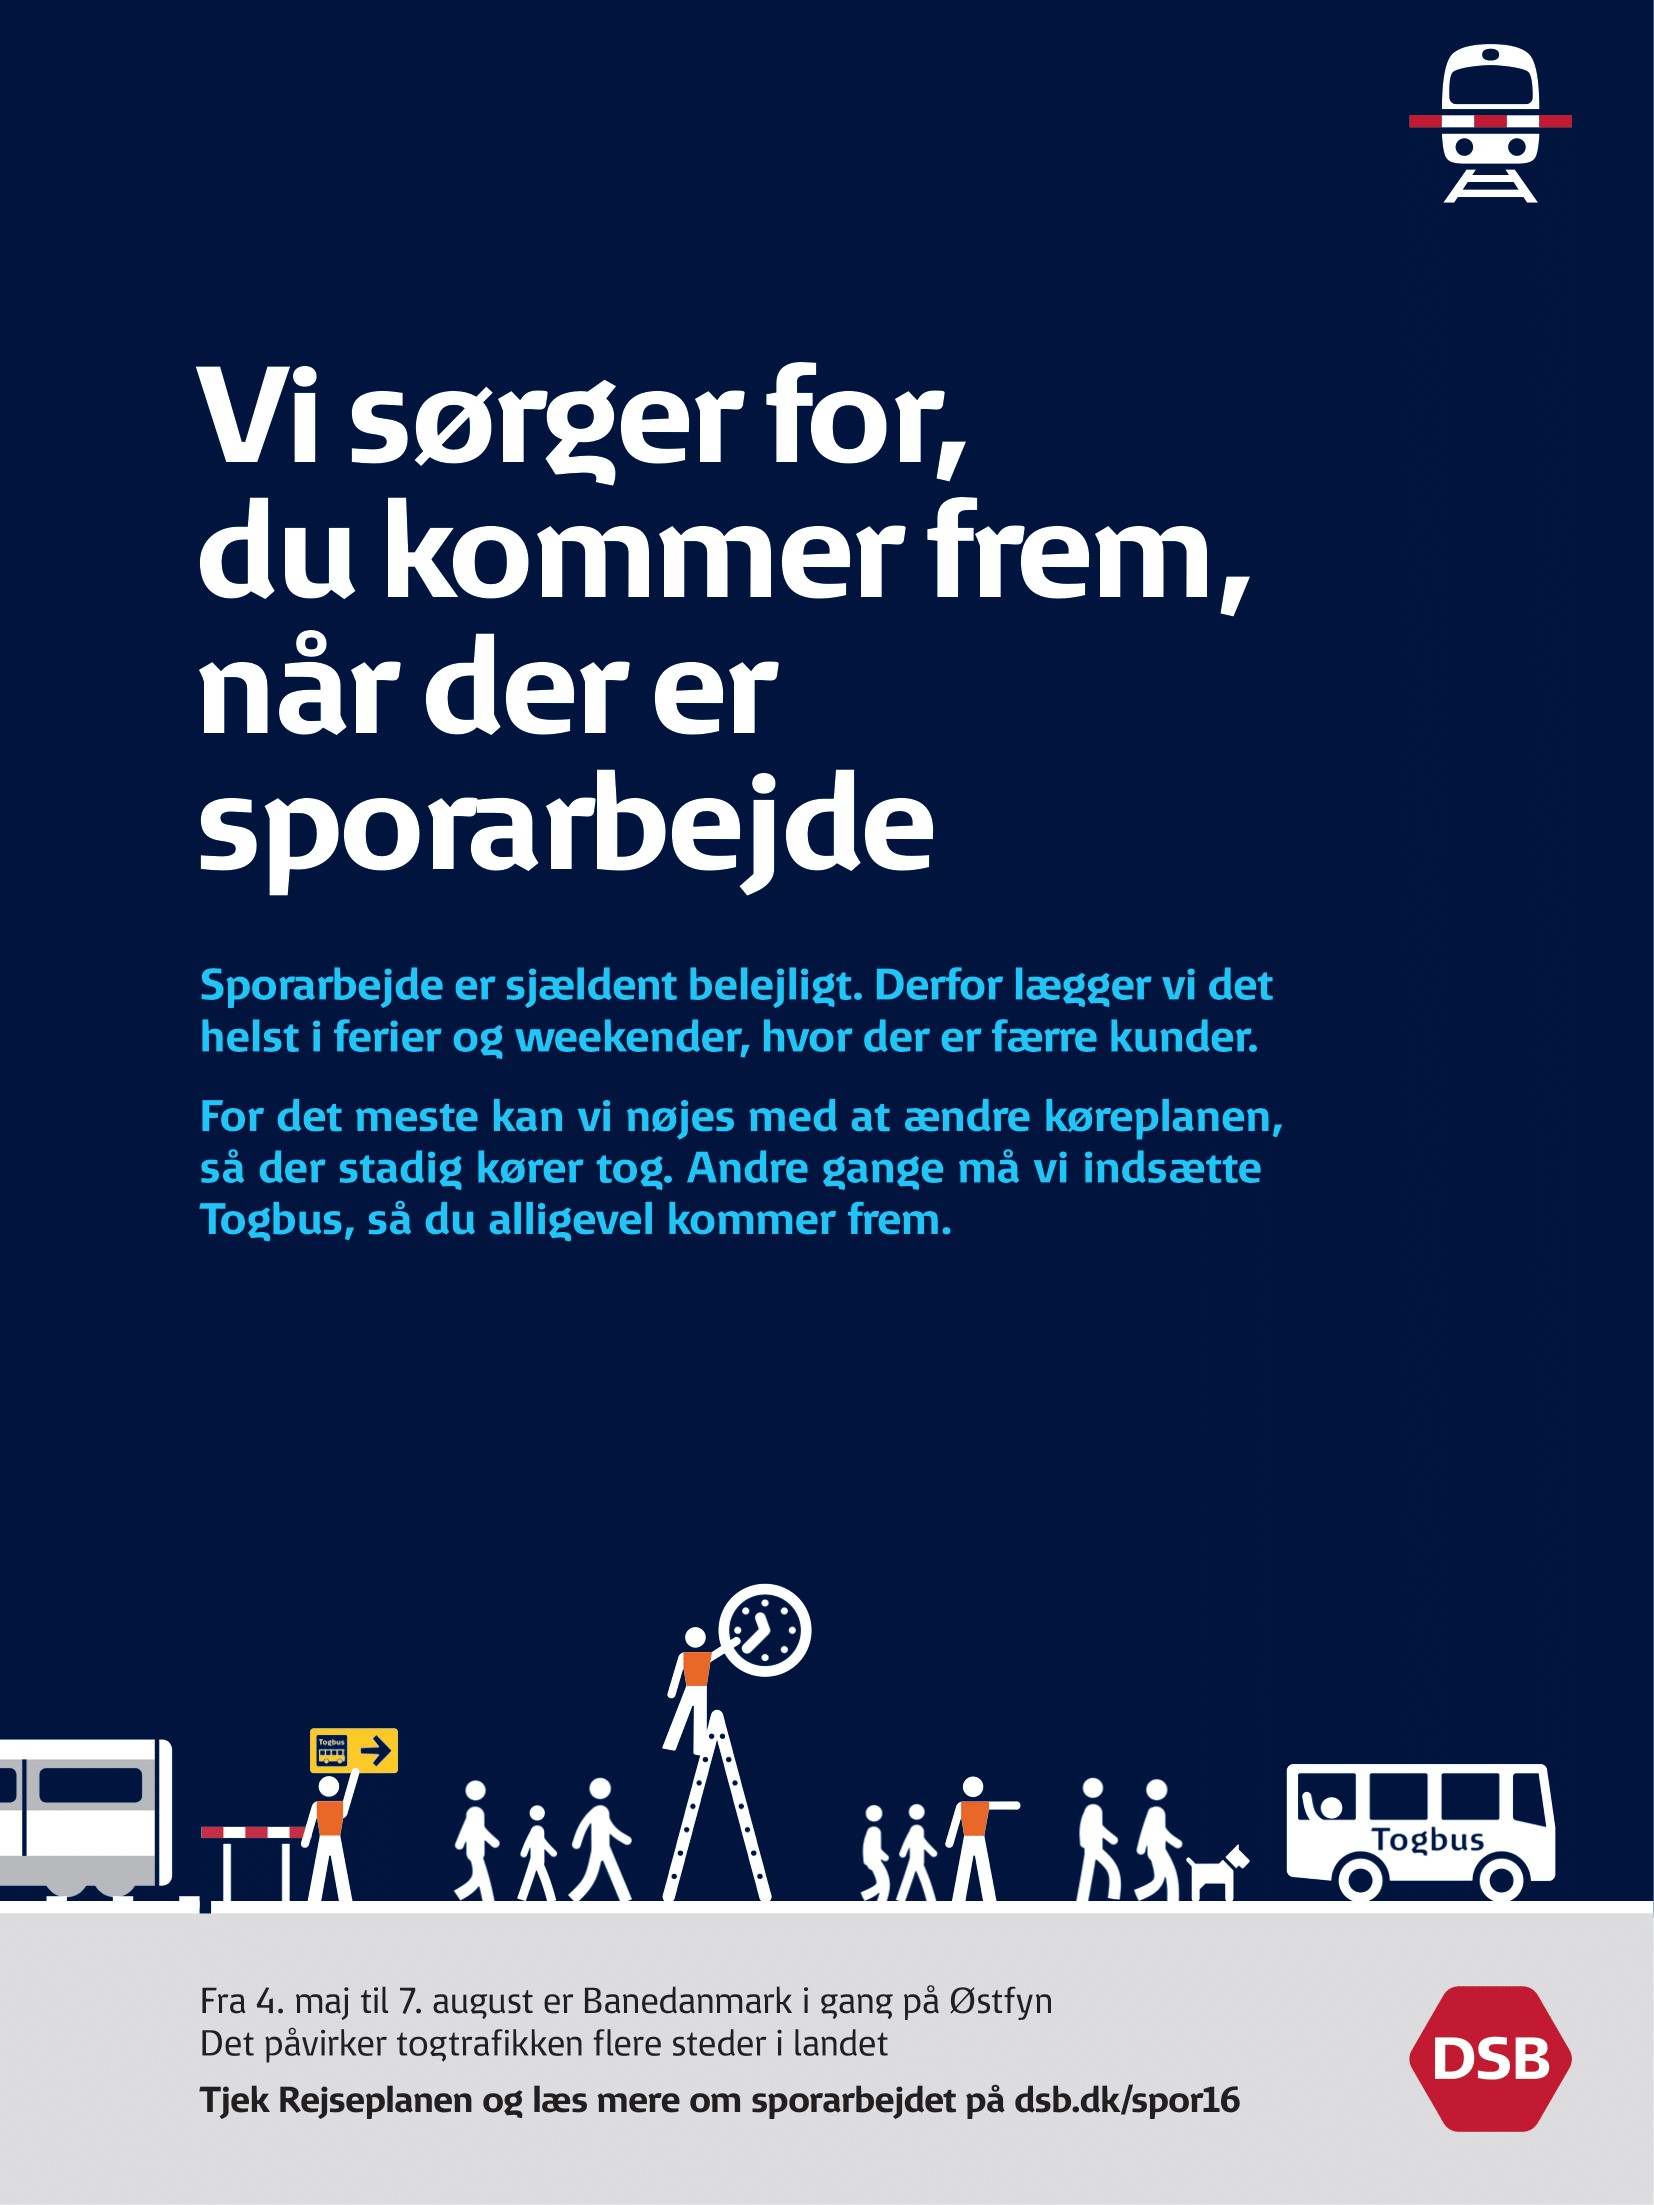 Vi sørger for,
du kommer frem,
når der er
sporarbejde
Sporarbejde er sjældent belejligt. Derfor lægger vi det
helst i ferier og weekender, hvor der er færre kunder.
For det meste kan vi nøjes med at ændre køreplanen,
så der stadig kører tog. Andre gange må vi indsætte
Togbus, så du alligevel kommer frem.
Togbus
Togbus
Fra 4. maj til 7. august er Banedanmark i gang på Østfyn
Det påvirker togtrafikken flere steder i landet
Tjek Rejseplanen og læs mere om sporarbejdet på dsb.dk/spor16
DSB